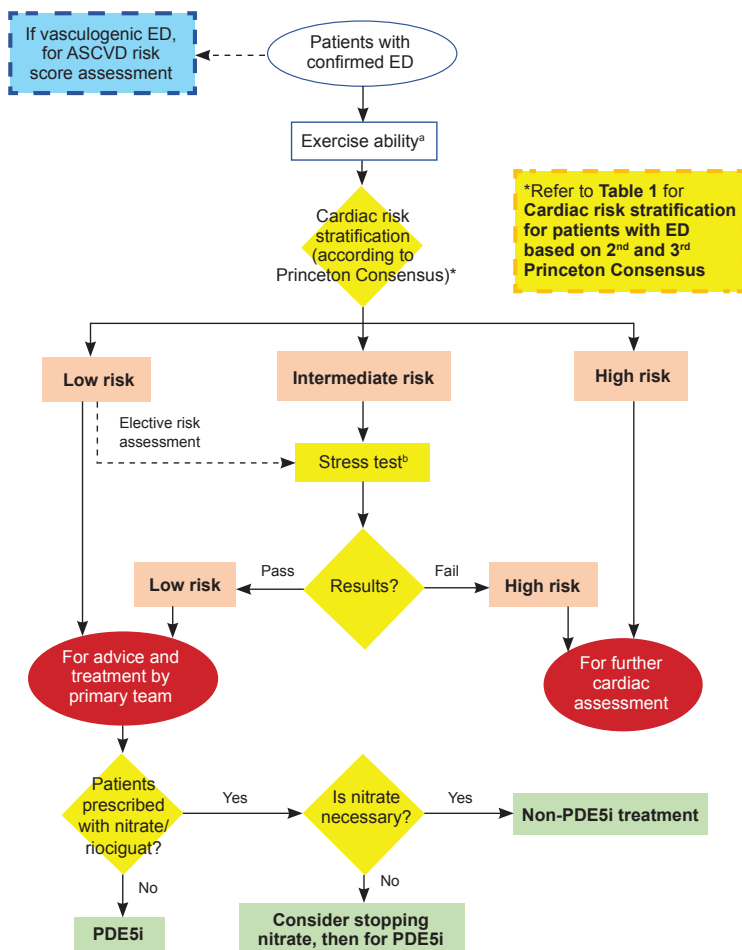 If vasculogenic ED,
for ASCVD risk
score assessment
Patients with
confirmed ED
Exercise abilityᵃ
*Refer to Table 1 for
Cardiac risk stratification
for patients with ED
based on 2ⁿᵈ and 3ʳᵈ
Princeton Consensus
Cardiac risk
stratification
(according to
Princeton Consensus)*
Low risk
Intermediate risk
High risk
Elective risk
assessment
Stress testᵇ
Results?
Pass
Fail
Low risk
High risk
For advice and
treatment by
primary team
For further
cardiac
assessment
Patients
prescribed
with nitrate/
riociguat?
Yes
Is nitrate
necessary?
Yes
Non-PDE5i treatment
No
No
PDE5i
Consider stopping
nitrate, then for PDE5i